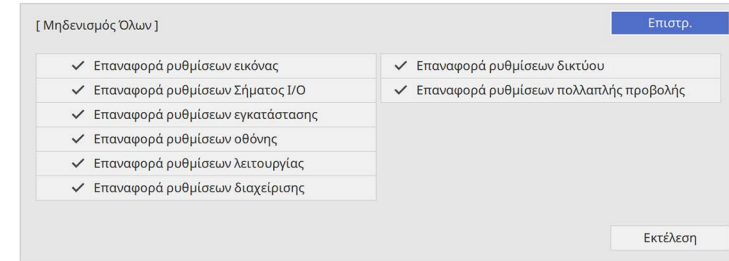 [ Μηδενισμός Όλων ]
Επιστρ.
Επαναφορά ρυθμίσεων εικόνας
Επαναφορά ρυθμίσεων Σήματος I/O
Επαναφορά ρυθμίσεων εγκατάστασης
Επαναφορά ρυθμίσεων οθόνης
Επαναφορά ρυθμίσεων λειτουργίας
Επαναφορά ρυθμίσεων διαχείρισης
Επαναφορά ρυθμίσεων δικτύου
Επαναφορά ρυθμίσεων πολλαπλής προβολής
Εκτέλεση